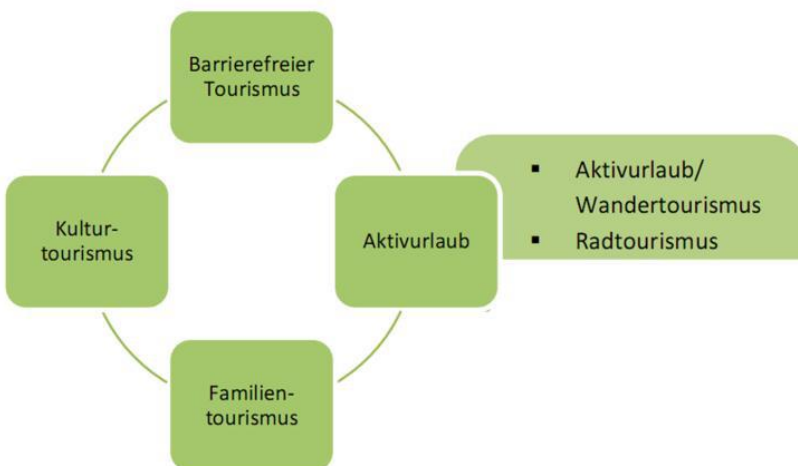 Barrierefreier
Tourismus
Kultur-
tourismus
Aktivurlaub
▪ Aktivurlaub/
Wandertourismus
▪ Radtourismus
Familien-
tourismus